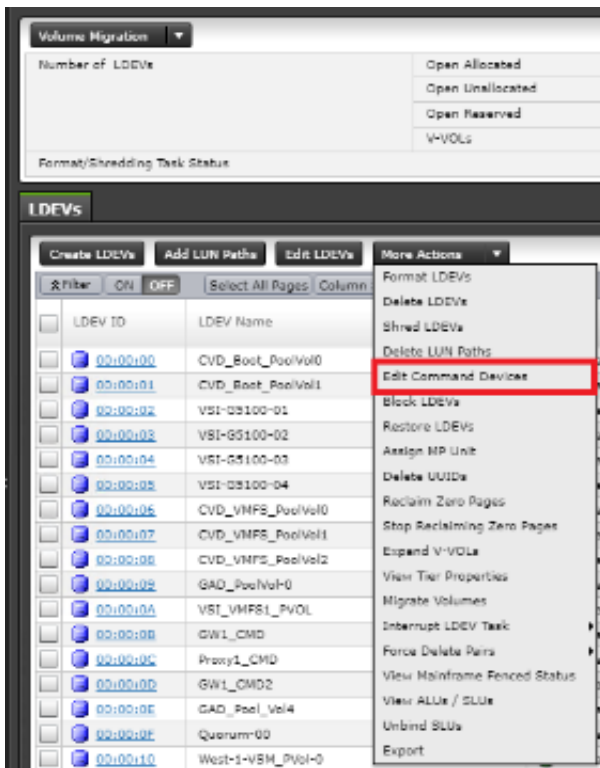 Volume Migration
Number of LDEVs
Open Allocated
Open Unallocated
Open Reserved
V-VOLs
Format/Shredding Task Status
LDEVs
Create LDEVs
Add LUN Paths
Edit LDEVs
More Actions
Filter
ON
OFF
Select All Pages
Column
LDEV ID
LDEV Name
00:00:00 CVD_Boot_PoolVol0
00:00:01 CVD_Boot_PoolVol1
00:00:02 VSI-G5100-01
00:00:03 VSI-G5100-02
00:00:04 VSI-G5100-03
00:00:05 VSI-G5100-04
00:00:06 CVD_VMFS_PoolVol0
00:00:07 CVD_VMFS_PoolVol1
00:00:08 CVD_VMFS_PoolVol2
00:00:09 GAD_PoolVol-0
00:00:0A VSI_VMFS1_PVOL
00:00:0B GW1_CMD
00:00:0C Proxy1_CMD
00:00:0D GW1_CMD2
00:00:0E GAD_Pool_Vol4
00:00:0F Quorum-00
00:00:10 West-1-VSM_PVol-0
Format LDEVs
Delete LDEVs
Shred LDEVs
Delete LUN Paths
Edit Command Devices
Block LDEVs
Restore LDEVs
Assign MP Unit
Delete UUIDs
Reclaim Zero Pages
Stop Reclaiming Zero Pages
Expand V-VOLs
View Tier Properties
Migrate Volumes
Interrupt LDEV Task
Force Delete Pairs
View Mainframe Fenced Status
View ALUs / SLUs
Unbind SLUs
Export